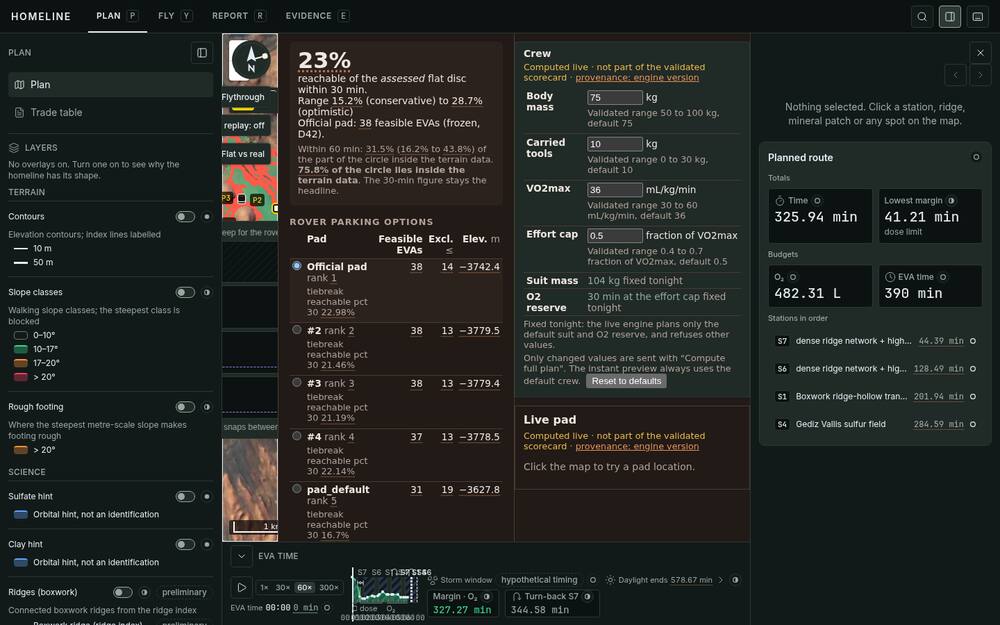 HOMELINE
PLAN P
FLY Y
REPORT R
EVIDENCE E
PLAN
Plan
Trade table
LAYERS
No overlays on. Turn one on to see why the
homeline has its shape.
TERRAIN
Contours
Elevation contours; index lines labelled
10 m
50 m
Slope classes
Walking slope classes; the steepest class is
blocked
0–10°
10–17°
17–20°
> 20°
Rough footing
Where the steepest metre-scale slope makes
footing rough
> 20°
SCIENCE
Sulfate hint
Orbital hint, not an identification
Clay hint
Orbital hint, not an identification
Ridges (boxwork) preliminary
Connected boxwork ridges from the ridge index
N
Flythrough
replay: off
Flat vs real
P3
P2
eep for the rove
snaps between
1 k
23%
reachable of the assessed flat disc
within 30 min.
Range 15.2% (conservative) to 28.7%
(optimistic)
Official pad: 38 feasible EVAs (frozen,
D42).
Within 60 min: 31.5% (16.2% to 43.8%) of
the part of the circle inside the terrain data.
75.8% of the circle lies inside the
terrain data. The 30-min figure stays the
headline.
ROVER PARKING OPTIONS
Pad Feasible EVAs Excl. ≤ Elev. m
Official pad 38 14 −3742.4
rank 1
tiebreak
reachable pct
30 22.98%
#2 rank 2 38 13 −3779.5
tiebreak
reachable pct
30 21.46%
#3 rank 3 38 13 −3779.4
tiebreak
reachable pct
30 21.19%
#4 rank 4 37 13 −3778.5
tiebreak
reachable pct
30 22.14%
pad_default 31 19 −3627.8
rank 5
tiebreak
reachable pct
30 16.7%
Crew
Computed live · not part of the validated
scorecard · provenance: engine version
Body mass 75 kg
Validated range 50 to 100 kg,
default 75
Carried tools 10 kg
Validated range 0 to 30 kg,
default 10
VO2max 36 mL/kg/min
Validated range 30 to 60
mL/kg/min, default 36
Effort cap 0.5 fraction of VO2max
Validated range 0.4 to 0.7
fraction of VO2max, default 0.5
Suit mass 104 kg fixed tonight
O2 reserve 30 min at the effort cap fixed
tonight
Fixed tonight: the live engine plans only the
default suit and O2 reserve, and refuses other
values.
Only changed values are sent with "Compute
full plan". The instant preview always uses the
default crew. Reset to defaults
Live pad
Computed live · not part of the validated
scorecard · provenance: engine version
Click the map to try a pad location.
Nothing selected. Click a station, ridge,
mineral patch or any spot on the map.
Planned route
Totals
Time
325.94 min
Lowest margin
41.21 min
dose limit
Budgets
O₂
482.31 L
EVA time
390 min
Stations in order
S7 dense ridge network + high... 44.39 min
S6 dense ridge network + hig... 128.49 min
S1 Boxwork ridge-hollow tran... 201.94 min
S4 Gediz Vallis sulfur field 284.59 min
EVA TIME
1× 30× 60× 300×
EVA time 00:00 0 min
S7 S6
dose O₂
Storm window hypothetical timing
Daylight ends 578.67 min
Margin · O₂
327.27 min
Turn-back S7
344.58 min